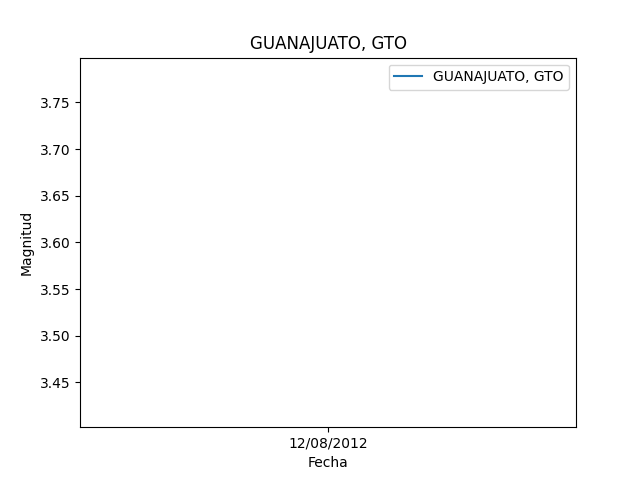 GUANAJUATO, GTO
GUANAJUATO, GTO
3.75
3.70
3.65
3.60
3.55
3.50
3.45
Magnitud
12/08/2012
Fecha